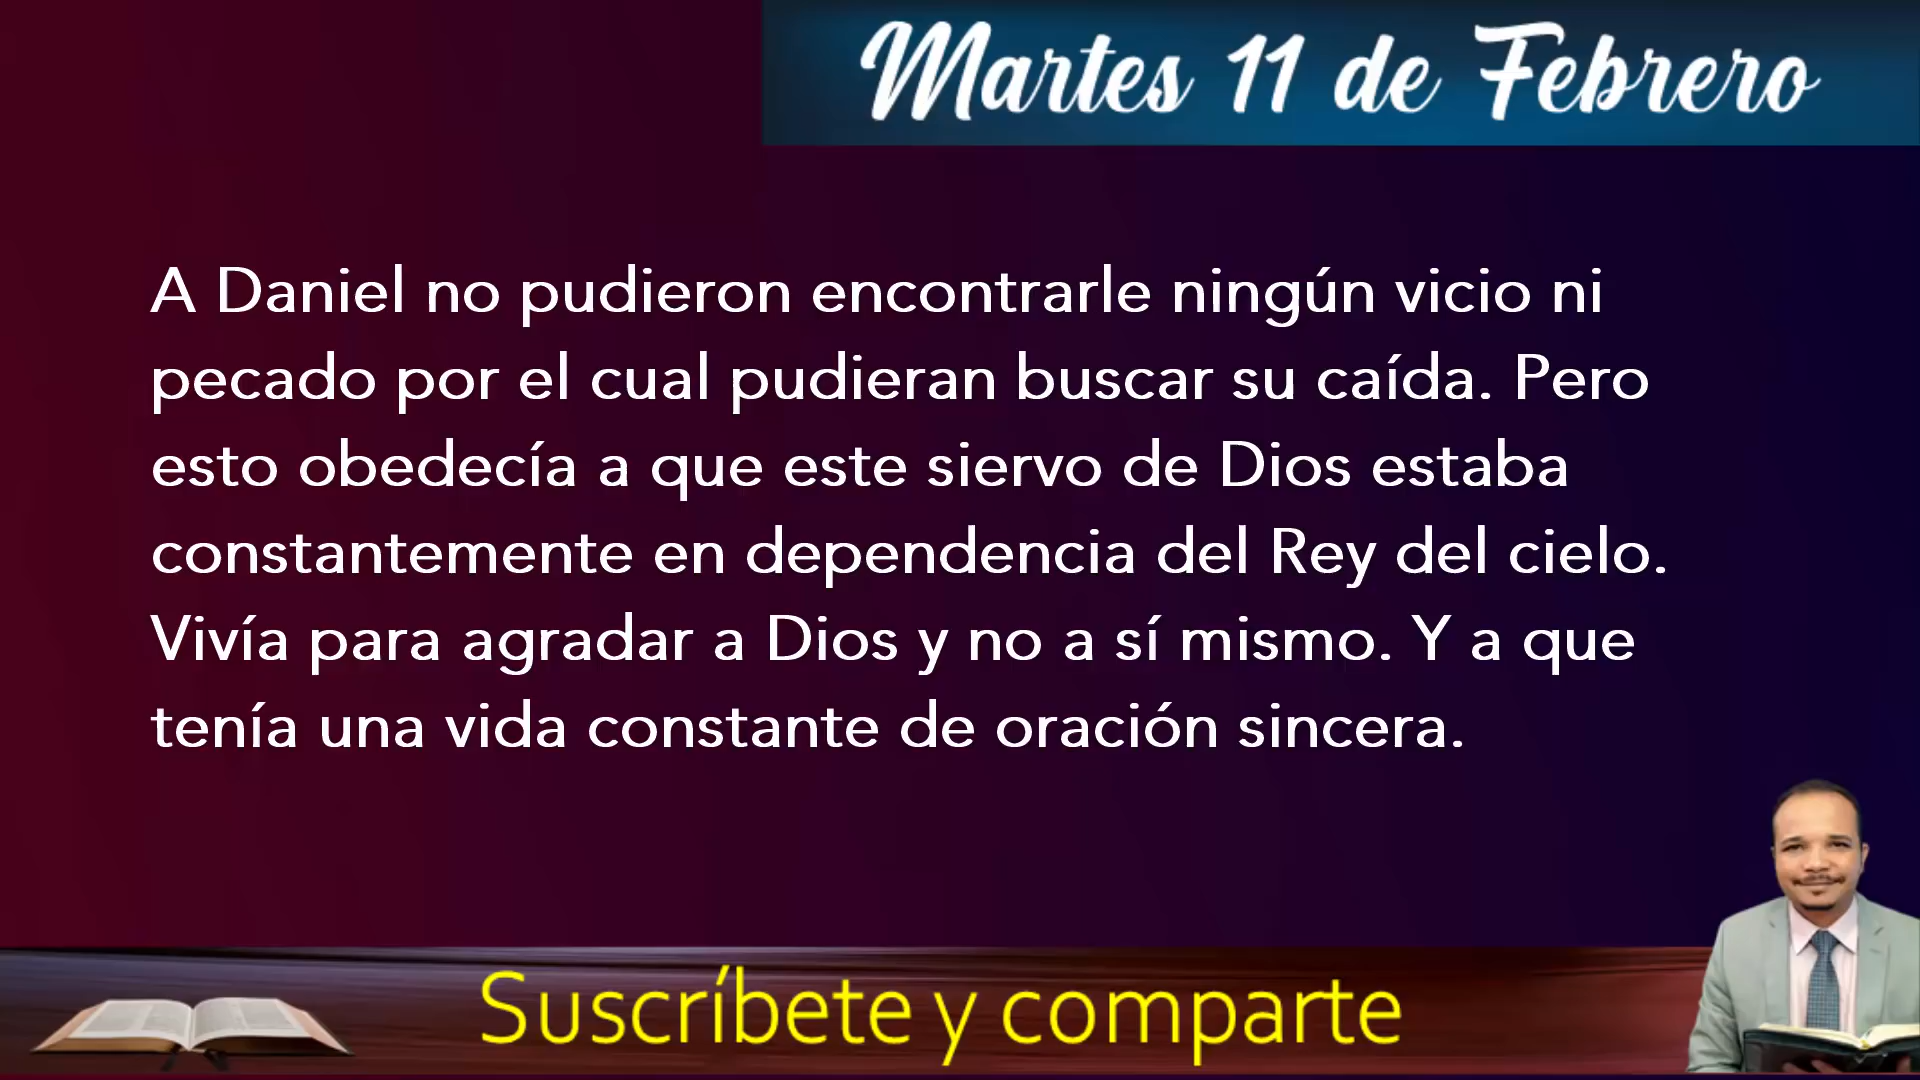 Martes 11 de Febrero
A Daniel no pudieron encontrarle ningún vicio ni
pecado por el cual pudieran buscar su caída. Pero
esto obedecía a que este siervo de Dios estaba
constantemente en dependencia del Rey del cielo.
Vivía para agradar a Dios y no a sí mismo. Y a que
tenía una vida constante de oración sincera.
Suscríbete y comparte